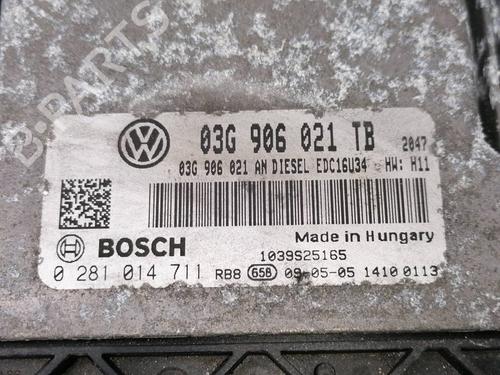 B-PARTS
VW
03G 906 021 TB 2047
03G 906 021 AN DIESEL EDC16U34 HW: H11
BOSCH
Made in Hungary
1039S25165
0 281 014 711 RB8 658 09-05-05 1410 0113